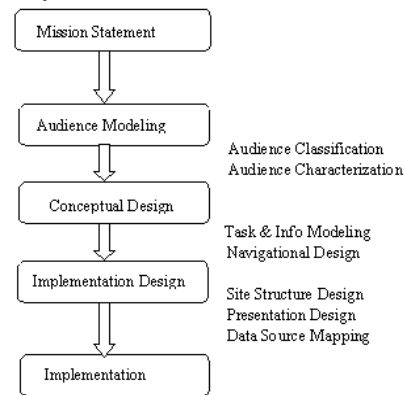 Mission Statement
Audience Modeling
Audience Classification
Audience Characterization
Conceptual Design
Task & Info Modeling
Navigational Design
Implementation Design
Site Structure Design
Presentation Design
Data Source Mapping
Implementation